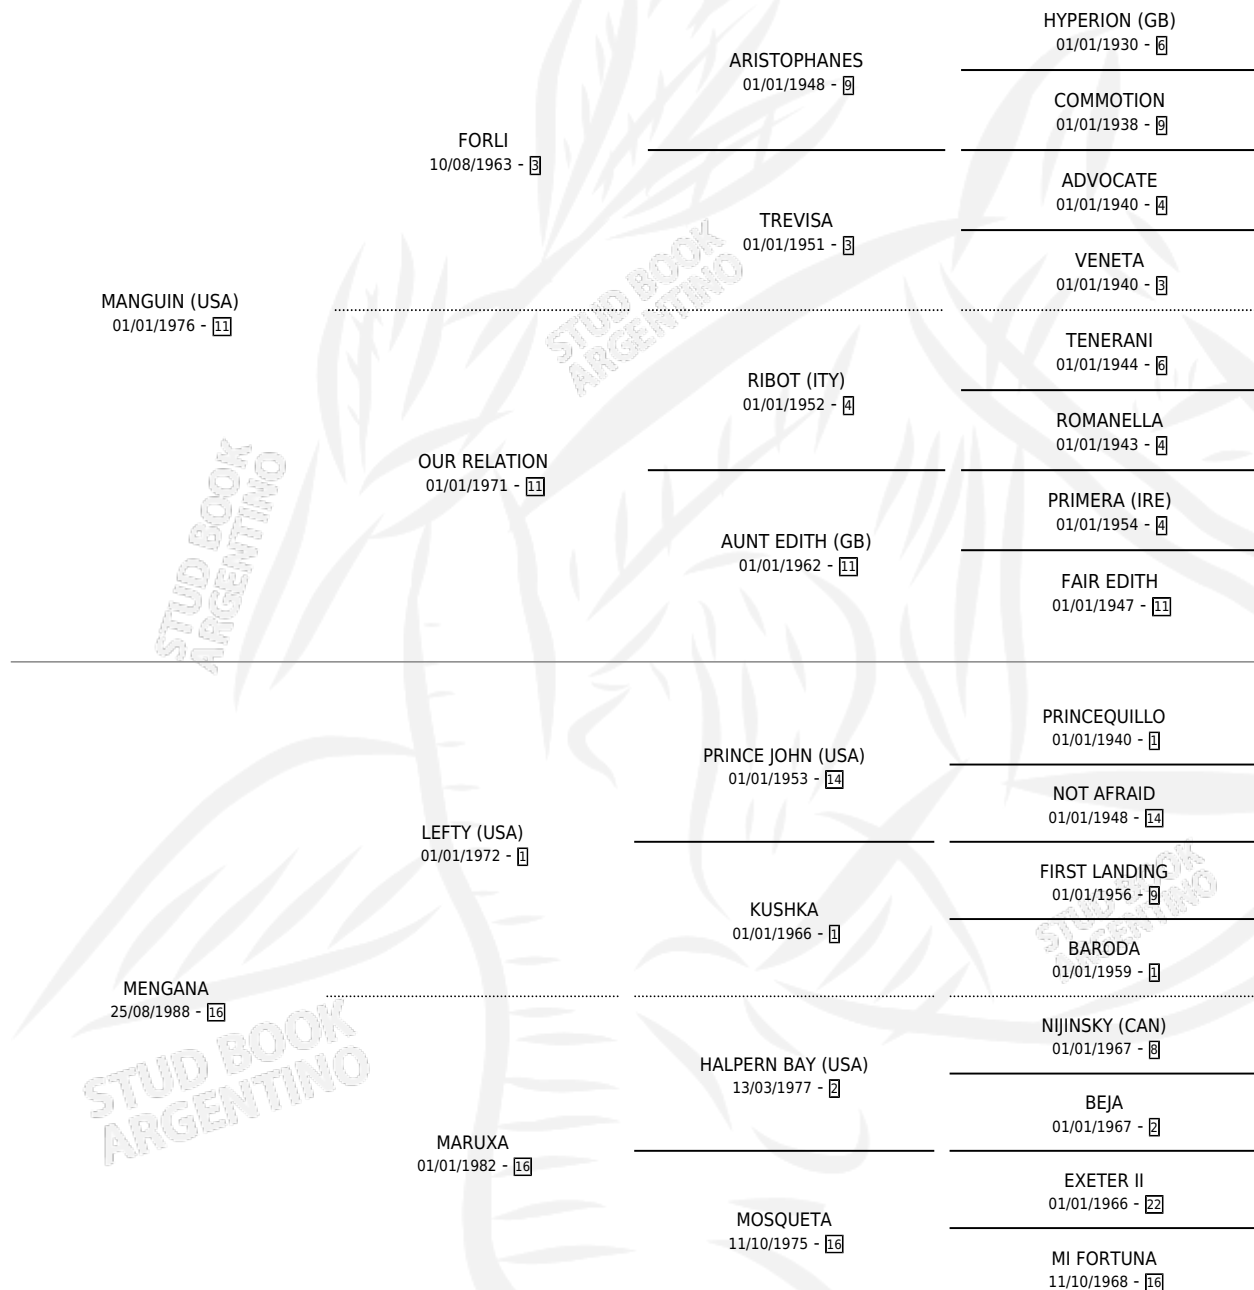 HYPERION (GB)
01/01/1930 - 6
ARISTOPHANES
01/01/1948 - 9
COMMOTION
01/01/1938 - 9
FORLI
10/08/1963 - 3
ADVOCATE
01/01/1940 - 4
TREVISA
01/01/1951 - 3
VENETA
01/01/1940 - 3
MANGUIN (USA)
01/01/1976 - 11
TENERANI
01/01/1944 - 6
RIBOT (ITY)
01/01/1952 - 4
ROMANELLA
01/01/1943 - 4
OUR RELATION
01/01/1971 - 11
PRIMERA (IRE)
01/01/1954 - 4
AUNT EDITH (GB)
01/01/1962 - 11
FAIR EDITH
01/01/1947 - 11
PRINCEQUILLO
01/01/1940 - 1
PRINCE JOHN (USA)
01/01/1953 - 14
NOT AFRAID
01/01/1948 - 14
LEFTY (USA)
01/01/1972 - 1
FIRST LANDING
01/01/1956 - 9
KUSHKA
01/01/1966 - 1
BARODA
01/01/1959 - 1
MENGANA
25/08/1988 - 16
NIJINSKY (CAN)
01/01/1967 - 8
HALPERN BAY (USA)
13/03/1977 - 2
BEJA
01/01/1967 - 2
MARUXA
01/01/1982 - 16
EXETER II
01/01/1966 - 22
MOSQUETA
11/10/1975 - 16
MI FORTUNA
11/10/1968 - 16
STUD BOOK
ARGENTINO
STUD BOOK
ARGENTINO
STUD BOOK
ARGENTINO
STUD BOOK
ARGENTINO